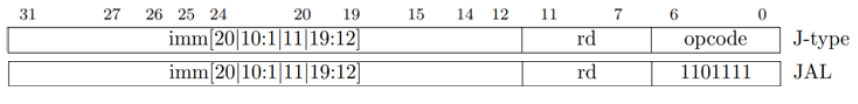 31 27 26 25 24 20 19 15 14 12 11 7 6 0
imm[20|10:1|11|19:12] rd opcode J-type
imm[20|10:1|11|19:12] rd 1101111 JAL